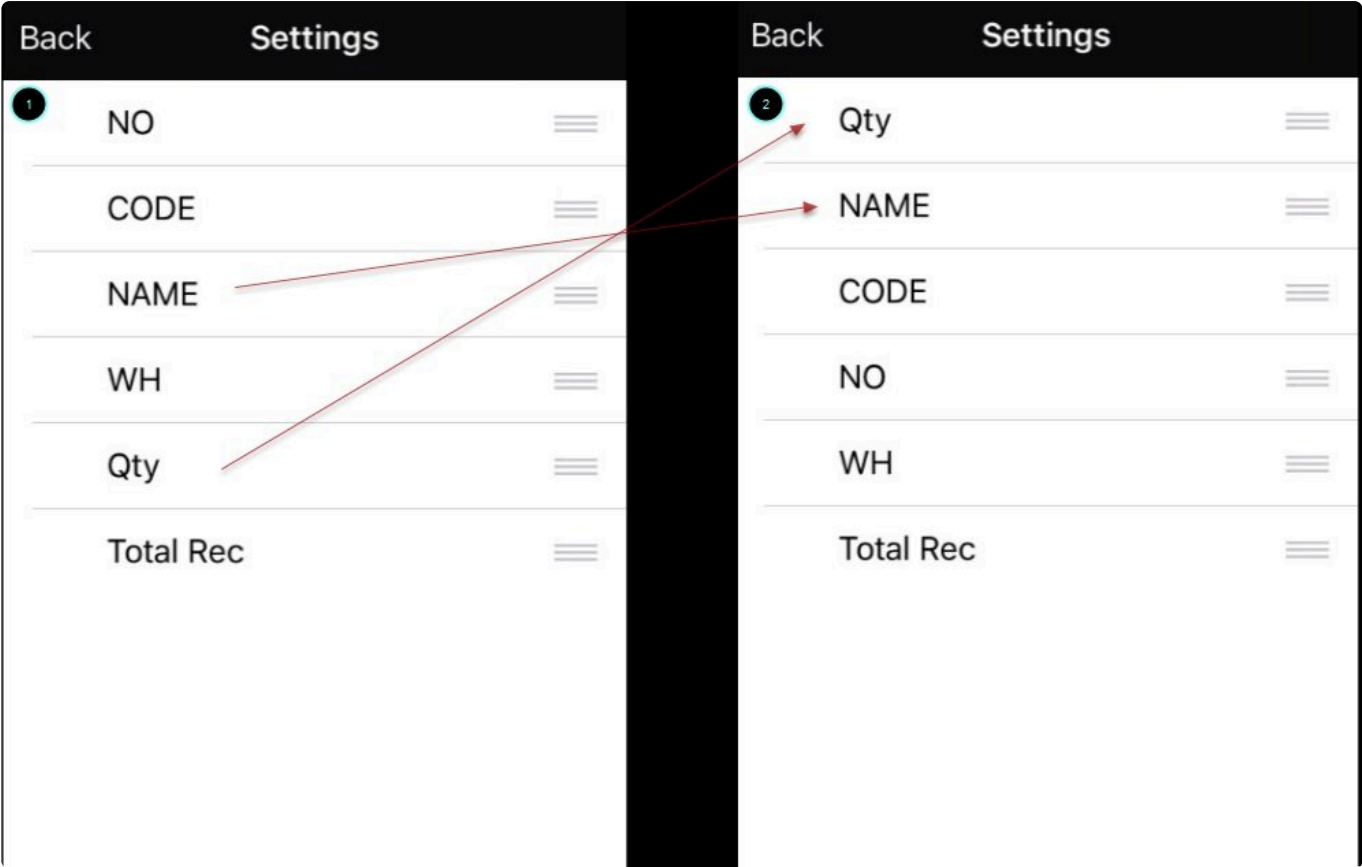 Back Settings
1
NO
CODE
NAME
WH
Qty
Total Rec
Back Settings
2
Qty
NAME
CODE
NO
WH
Total Rec